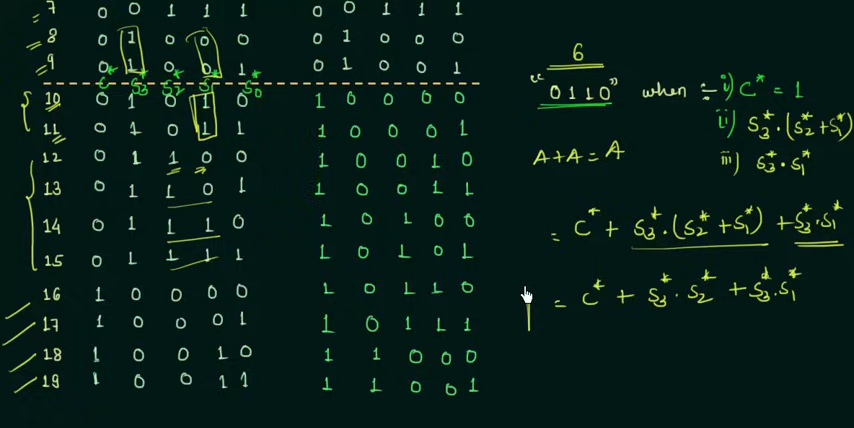 7 0 0 1 1 1 0 0 1 1 1
8 0 1 0 0 0 0 1 0 0 0
9 0 1 0 0 1 0 1 0 0 1
C* S3* S2* S1* S0
10 0 1 0 1 0 1 0 0 0 0
11 0 1 0 1 1 1 0 0 0 1
12 0 1 1 0 0 1 0 0 1 0
13 0 1 1 0 1 1 0 0 1 1
14 0 1 1 1 0 1 0 1 0 0
15 0 1 1 1 1 1 0 1 0 1
16 1 0 0 0 0 1 0 1 1 0
17 1 0 0 0 1 1 0 1 1 1
18 1 0 0 1 0 1 1 0 0 0
19 1 0 0 1 1 1 1 0 0 1
6
"0110" when ÷ i) C* = 1
ii) S3*·(S2*+S1*)
A+A=A iii) S3*·S1*
= C* + S3*·(S2*+S1*) + S3*·S1*
= C* + S3*·S2* + S3*·S1*